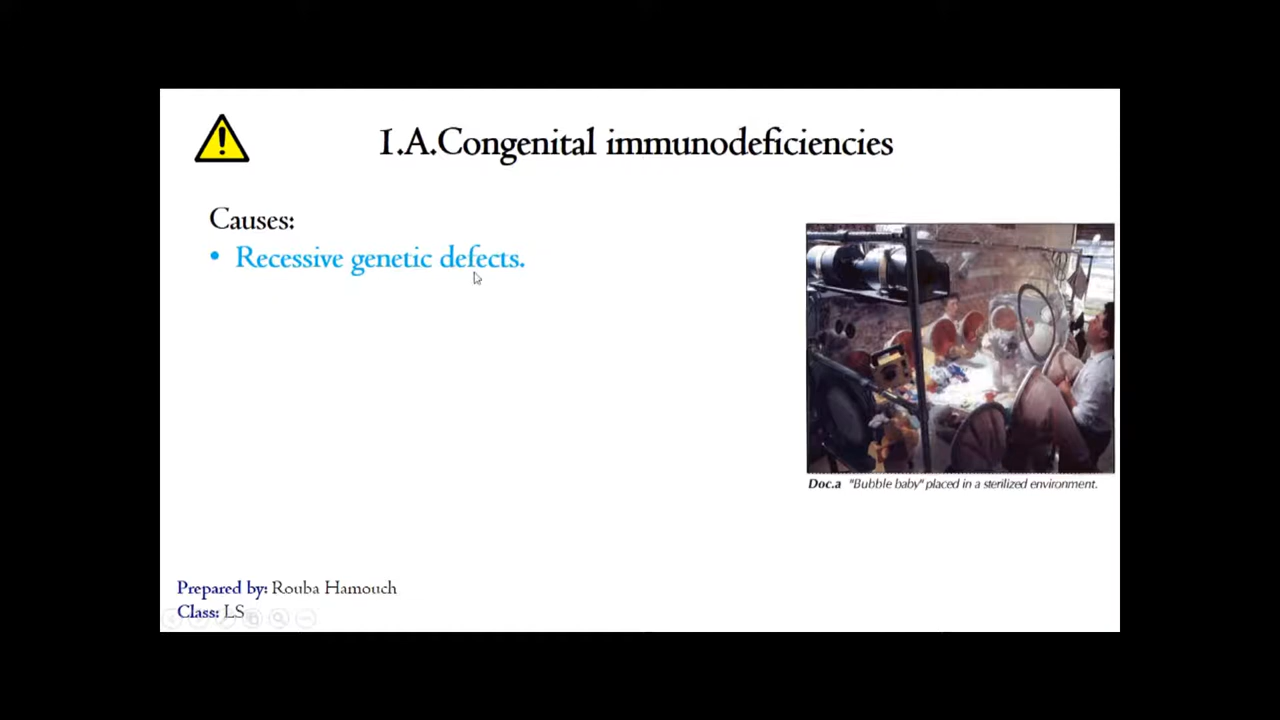 1.A.Congenital immunodeficiencies
Causes:
• Recessive genetic defects.
Doc.a "Bubble baby" placed in a sterilized environment.
Prepared by: Rouba Hamouch
Class: LS